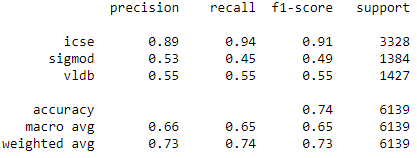 precision recall f1-score support
icse 0.89 0.94 0.91 3328
sigmod 0.53 0.45 0.49 1384
vldb 0.55 0.55 0.55 1427
accuracy 0.74 6139
macro avg 0.66 0.65 0.65 6139
weighted avg 0.73 0.74 0.73 6139